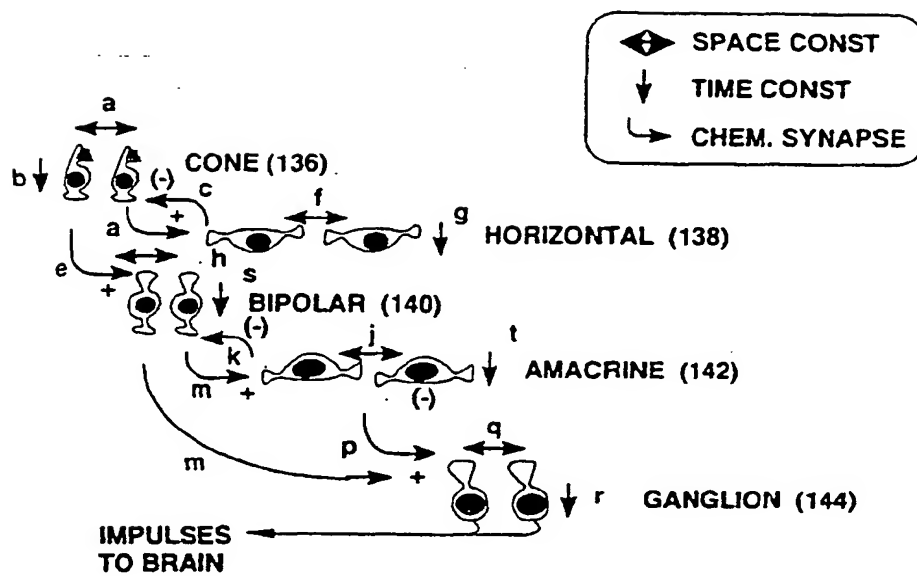 SPACE CONST
TIME CONST
CHEM. SYNAPSE
a
b
CONE (136)
(-)
c
a
+
f
g
HORIZONTAL (138)
e
+
h
s
BIPOLAR (140)
(-)
k
m
+
j
t
AMACRINE (142)
(-)
m
p
+
q
r
GANGLION (144)
IMPULSES
TO BRAIN